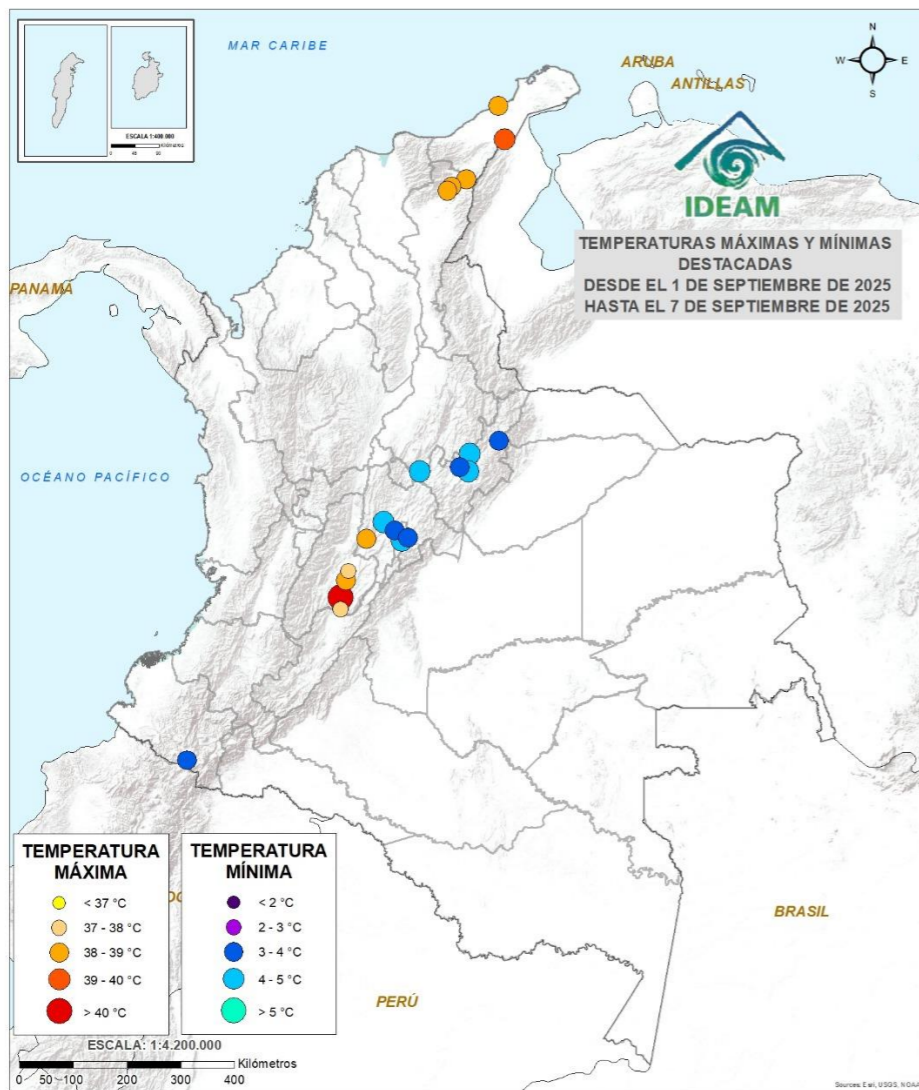 MAR CARIBE
ARUBA
ANTILLAS
N
W
E
S
ESCALA 1:400.000
Kilómetros
IDEAM
TEMPERATURAS MÁXIMAS Y MÍNIMAS
DESTACADAS
DESDE EL 1 DE SEPTIEMBRE DE 2025
HASTA EL 7 DE SEPTIEMBRE DE 2025
PANAMÁ
OCÉANO PACÍFICO
BRASIL
PERÚ
TEMPERATURA
MÁXIMA
< 37 °C
37 - 38 °C
38 - 39 °C
39 - 40 °C
> 40 °C
TEMPERATURA
MÍNIMA
< 2 °C
2 - 3 °C
3 - 4 °C
4 - 5 °C
> 5 °C
ESCALA: 1:4.200.000
Kilómetros
0 50 100 200 300 400